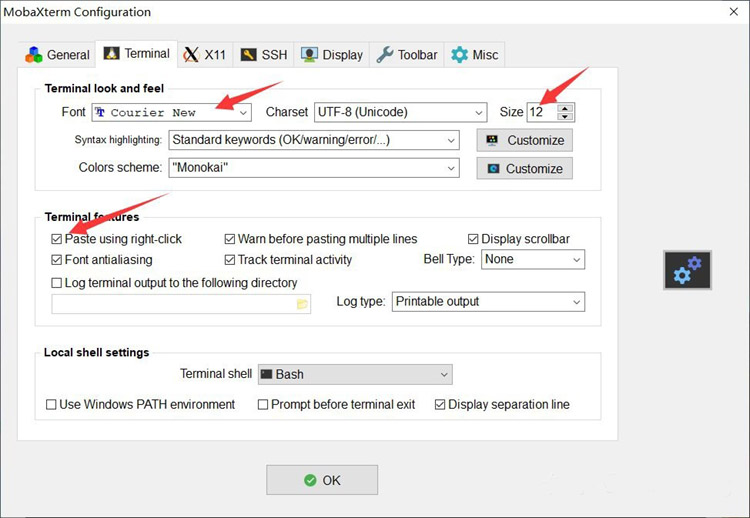 MobaXterm Configuration
General Terminal X11 SSH Display Toolbar Misc
Terminal look and feel
Font Courier New Charset UTF-8 (Unicode) Size 12
Syntax highlighting: Standard keywords (OK/warning/error/...) Customize
Colors scheme: "Monokai" Customize
Terminal features
Paste using right-click Warn before pasting multiple lines Display scrollbar
Font antialiasing Track terminal activity Bell Type: None
Log terminal output to the following directory
Log type: Printable output
Local shell settings
Terminal shell Bash
Use Windows PATH environment Prompt before terminal exit Display separation line
OK